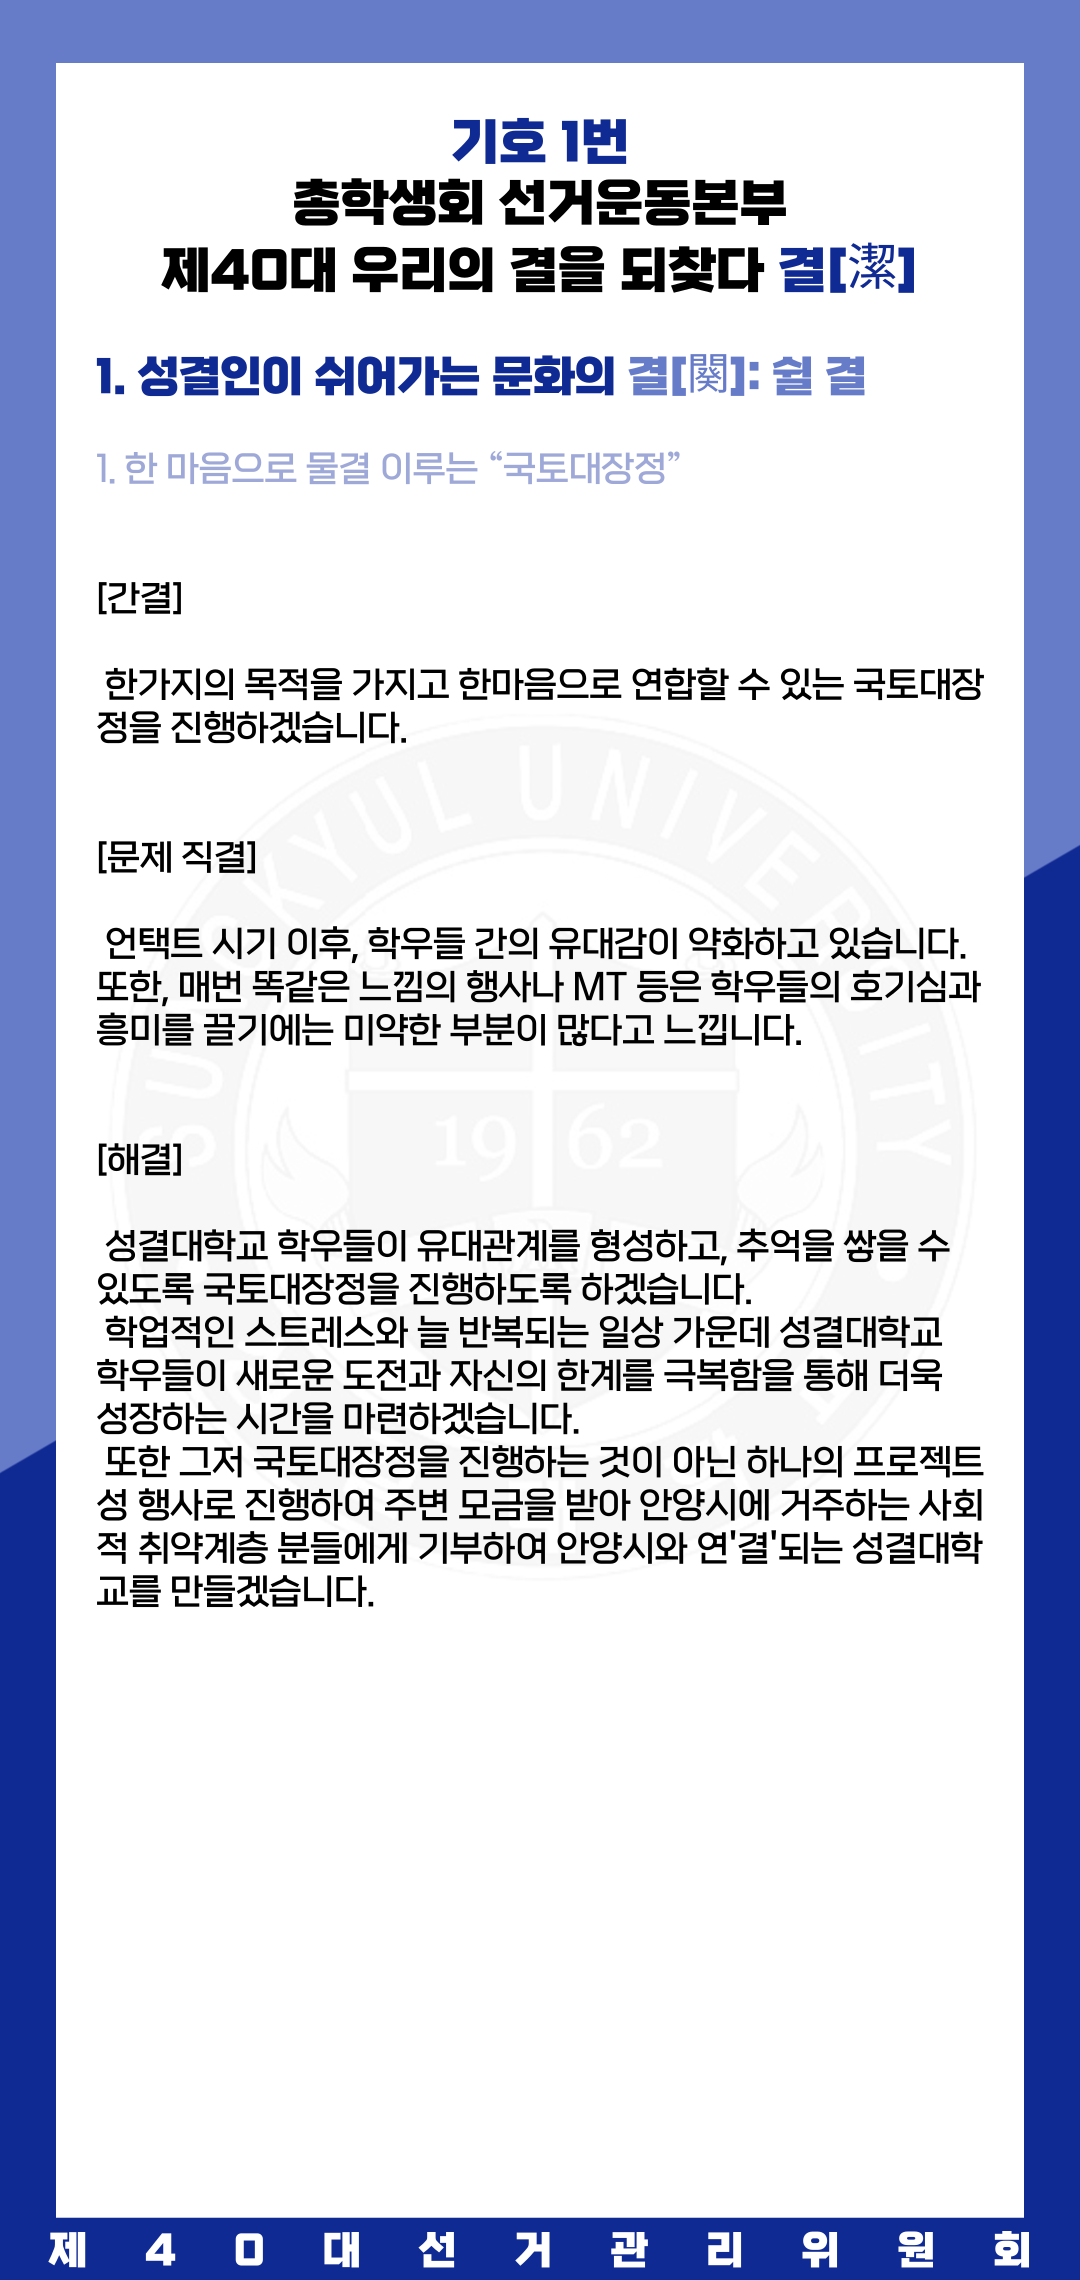 기호 1번
총학생회 선거운동본부
제40대 우리의 결을 되찾다 결[潔]
1. 성결인이 쉬어가는 문화의 결[闋]: 쉴 결
1. 한 마음으로 물결 이루는 “국토대장정”
[간결]
한가지의 목적을 가지고 한마음으로 연합할 수 있는 국토대장
정을 진행하겠습니다.
[문제 직결]
언택트 시기 이후, 학우들 간의 유대감이 약화하고 있습니다.
또한, 매번 똑같은 느낌의 행사나 MT 등은 학우들의 호기심과
흥미를 끌기에는 미약한 부분이 많다고 느낍니다.
[해결]
성결대학교 학우들이 유대관계를 형성하고, 추억을 쌓을 수
있도록 국토대장정을 진행하도록 하겠습니다.
학업적인 스트레스와 늘 반복되는 일상 가운데 성결대학교
학우들이 새로운 도전과 자신의 한계를 극복함을 통해 더욱
성장하는 시간을 마련하겠습니다.
또한 그저 국토대장정을 진행하는 것이 아닌 하나의 프로젝트
성 행사로 진행하여 주변 모금을 받아 안양시에 거주하는 사회
적 취약계층 분들에게 기부하여 안양시와 연'결'되는 성결대학
교를 만들겠습니다.
SUNGKYUL UNIVERSITY
1962
제40대선거관리위원회